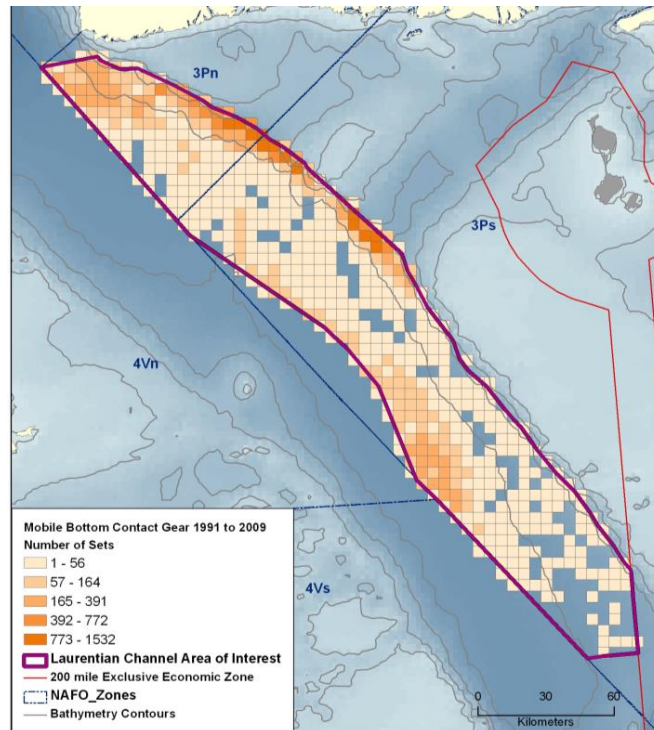 3Pn
3Ps
4Vn
4Vs
Mobile Bottom Contact Gear 1991 to 2009
Number of Sets
1 - 56
57 - 164
165 - 391
392 - 772
773 - 1532
Laurentian Channel Area of Interest
200 mile Exclusive Economic Zone
NAFO_Zones
Bathymetry Contours
0 30 60
Kilometers